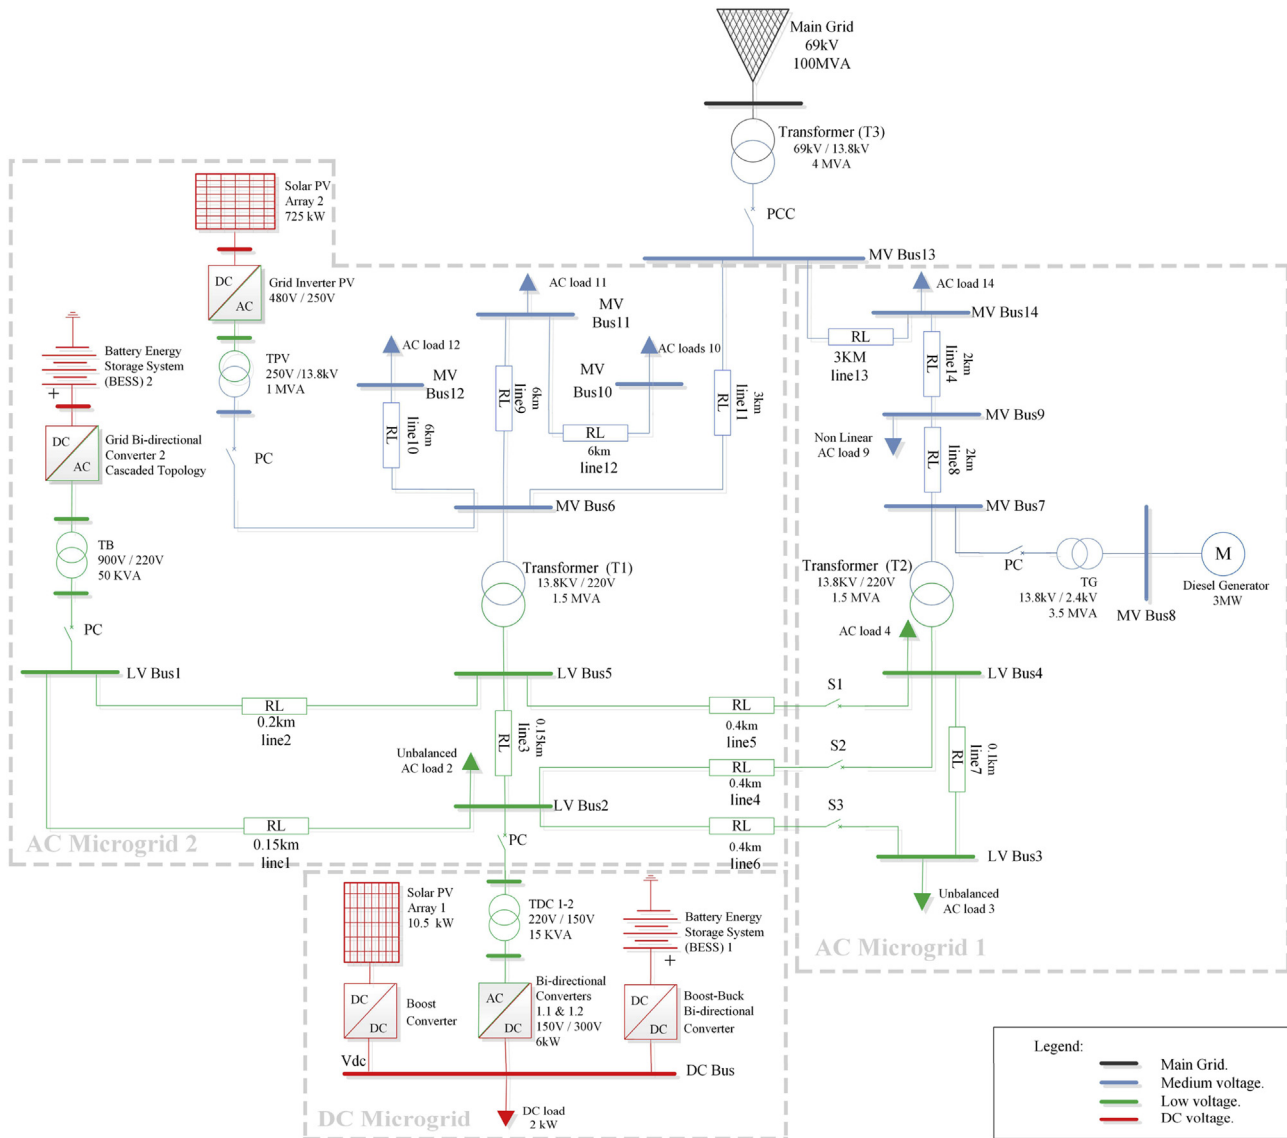 Main Grid
69kV
100MVA
Transformer (T3)
69kV / 13.8kV
4 MVA
PCC
MV Bus13
Solar PV
Array 2
725 kW
DC
AC
Grid Inverter PV
480V / 250V
TPV
250V /13.8kV
1 MVA
PC
Battery Energy
Storage System
(BESS) 2
+
DC
AC
Grid Bi-directional
Converter 2
Cascaded Topology
TB
900V / 220V
50 KVA
PC
LV Bus1
AC load 12
MV
Bus12
RL
6km
line10
AC load 11
MV
Bus11
RL
6km
line9
AC loads 10
MV
Bus10
RL
6km
line12
RL
3km
line11
MV Bus6
Transformer (T1)
13.8KV / 220V
1.5 MVA
LV Bus5
RL
0.2km
line2
RL
0.15km
line3
Unbalanced
AC load 2
LV Bus2
RL
0.15km
line1
PC
AC Microgrid 2
RL
0.4km
line5
S1
RL
0.4km
line4
S2
RL
0.4km
line6
S3
AC load 14
MV Bus14
RL
3KM
line13
RL
2km
line14
MV Bus9
Non Linear
AC load 9
RL
2km
line8
MV Bus7
Transformer (T2)
13.8KV / 220V
1.5 MVA
PC
TG
13.8kV / 2.4kV
3.5 MVA
MV Bus8
M
Diesel Generator
3MW
AC load 4
LV Bus4
RL
0.1km
line7
LV Bus3
Unbalanced
AC load 3
AC Microgrid 1
Solar PV
Array 1
10.5 kW
DC
DC
Boost
Converter
TDC 1-2
220V / 150V
15 KVA
AC
DC
Bi-directional
Converters
1.1 & 1.2
150V / 300V
6kW
Battery Energy
Storage System
(BESS) 1
+
DC
DC
Boost-Buck
Bi-directional
Converter
Vdc
DC Bus
DC load
2 kW
DC Microgrid
Legend:
Main Grid.
Medium voltage.
Low voltage.
DC voltage.